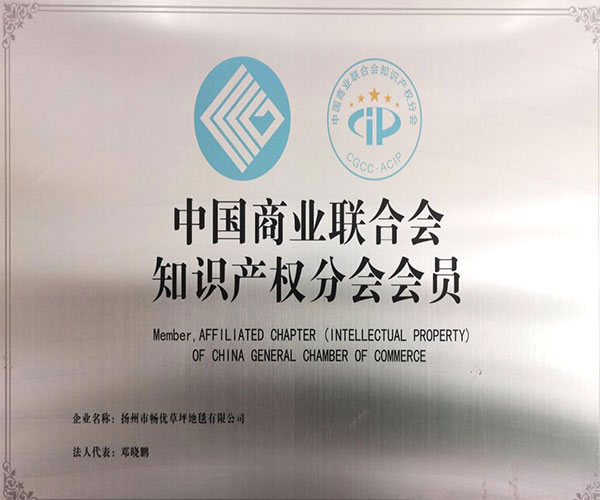 中国商业联合会知识产权分会
CIP
CGCC-ACIP
中国商业联合会
知识产权分会会员
Member, AFFILIATED CHAPTER (INTELLECTUAL PROPERTY)
OF CHINA GENERAL CHAMBER OF COMMERCE
企业名称：扬州市畅优草坪地毯有限公司
法人代表：邓晓鹏